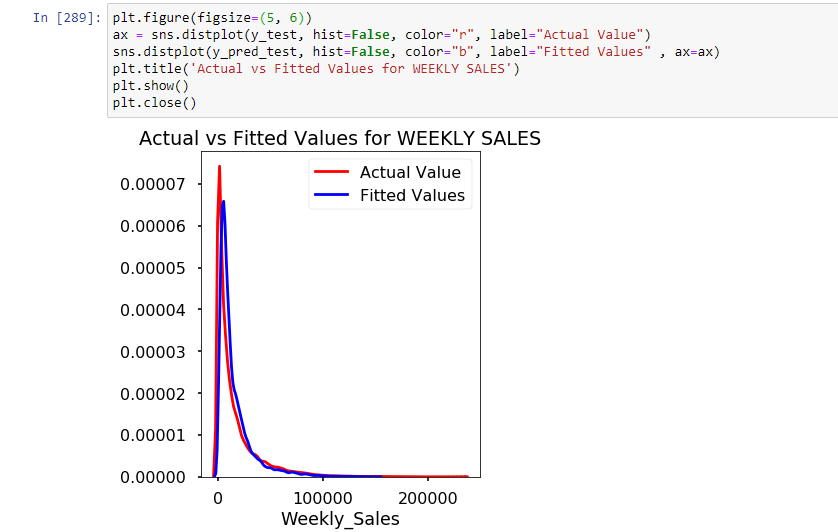 In [289]: plt.figure(figsize=(5, 6))
ax = sns.distplot(y_test, hist=False, color="r", label="Actual Value")
sns.distplot(y_pred_test, hist=False, color="b", label="Fitted Values" , ax=ax)
plt.title('Actual vs Fitted Values for WEEKLY SALES')
plt.show()
plt.close()
Actual vs Fitted Values for WEEKLY SALES
Actual Value
Fitted Values
0.00007
0.00006
0.00005
0.00004
0.00003
0.00002
0.00001
0.00000
0 100000 200000
Weekly_Sales